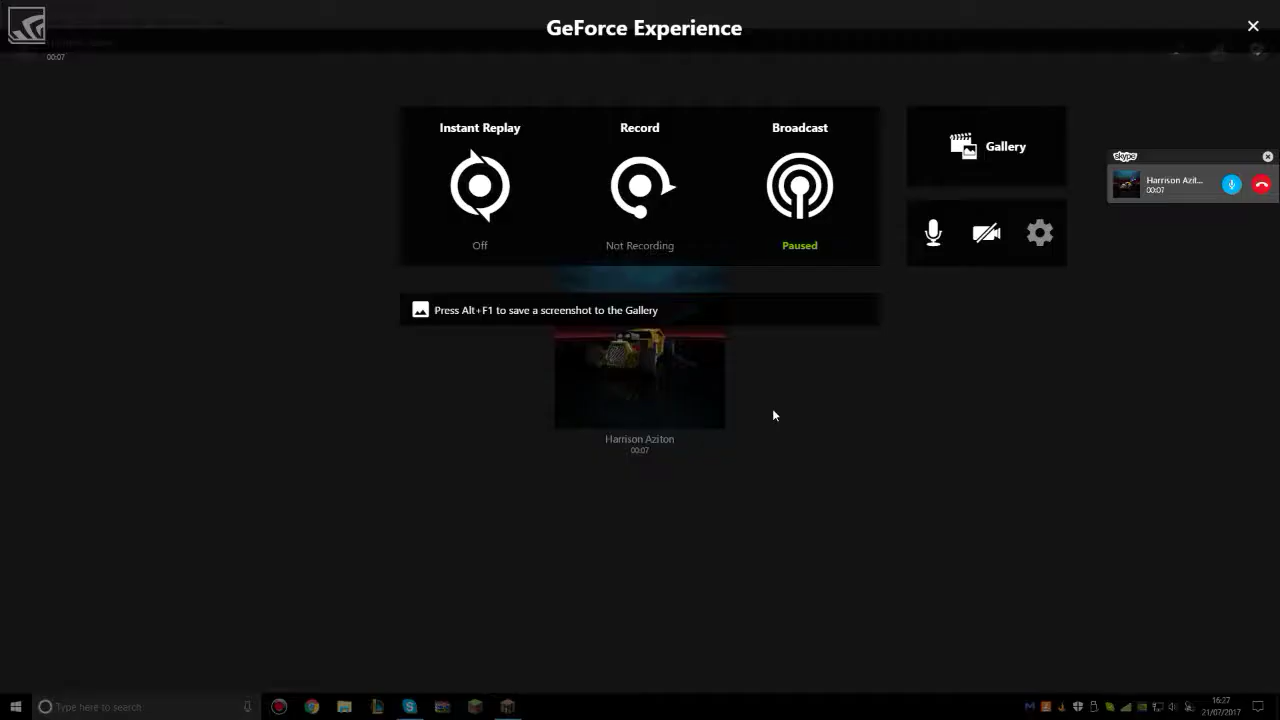 GeForce Experience
00:07
Instant Replay
Record
Broadcast
Off
Not Recording
Paused
Gallery
skype
Harrison Azit...
00:07
Press Alt+F1 to save a screenshot to the Gallery
Harrison Aziton
00:07
Type here to search
16:27
21/07/2017